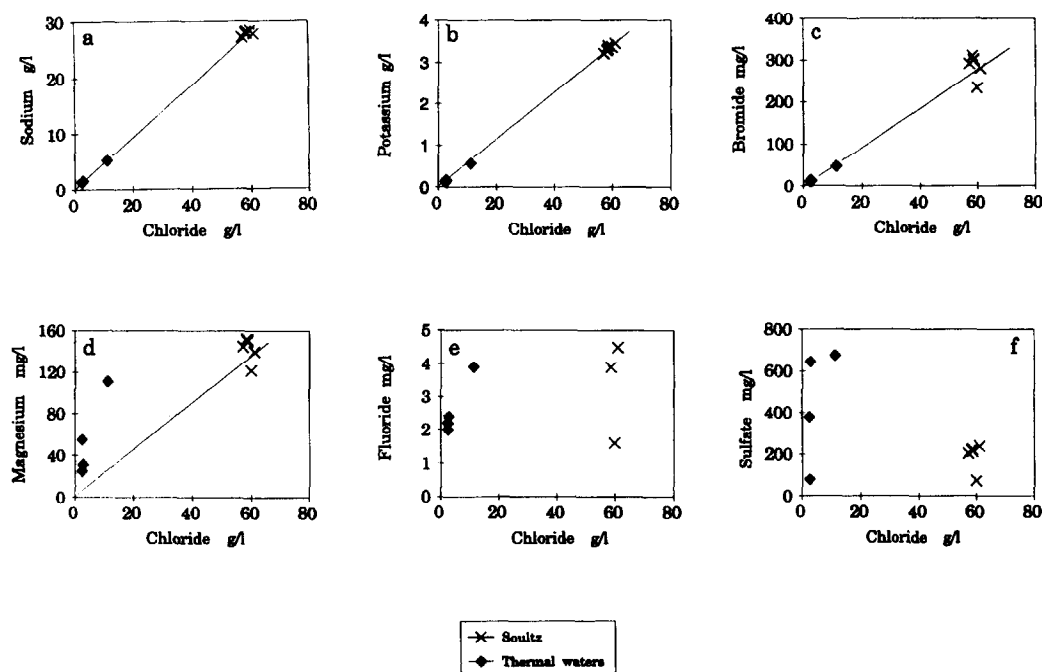 a
Sodium g/l
30
20
10
0
0 20 40 60 80
Chloride g/l
b
Potassium g/l
4
3
2
1
0
0 20 40 60 80
Chloride g/l
c
Bromide mg/l
400
300
200
100
0
0 20 40 60 80
Chloride g/l
d
Magnesium mg/l
160
120
80
40
0
0 20 40 60 80
Chloride g/l
e
Fluoride mg/l
5
4
3
2
1
0
0 20 40 60 80
Chloride g/l
f
Sulfate mg/l
800
600
400
200
0
0 20 40 60 80
Chloride g/l
Soultz
Thermal waters